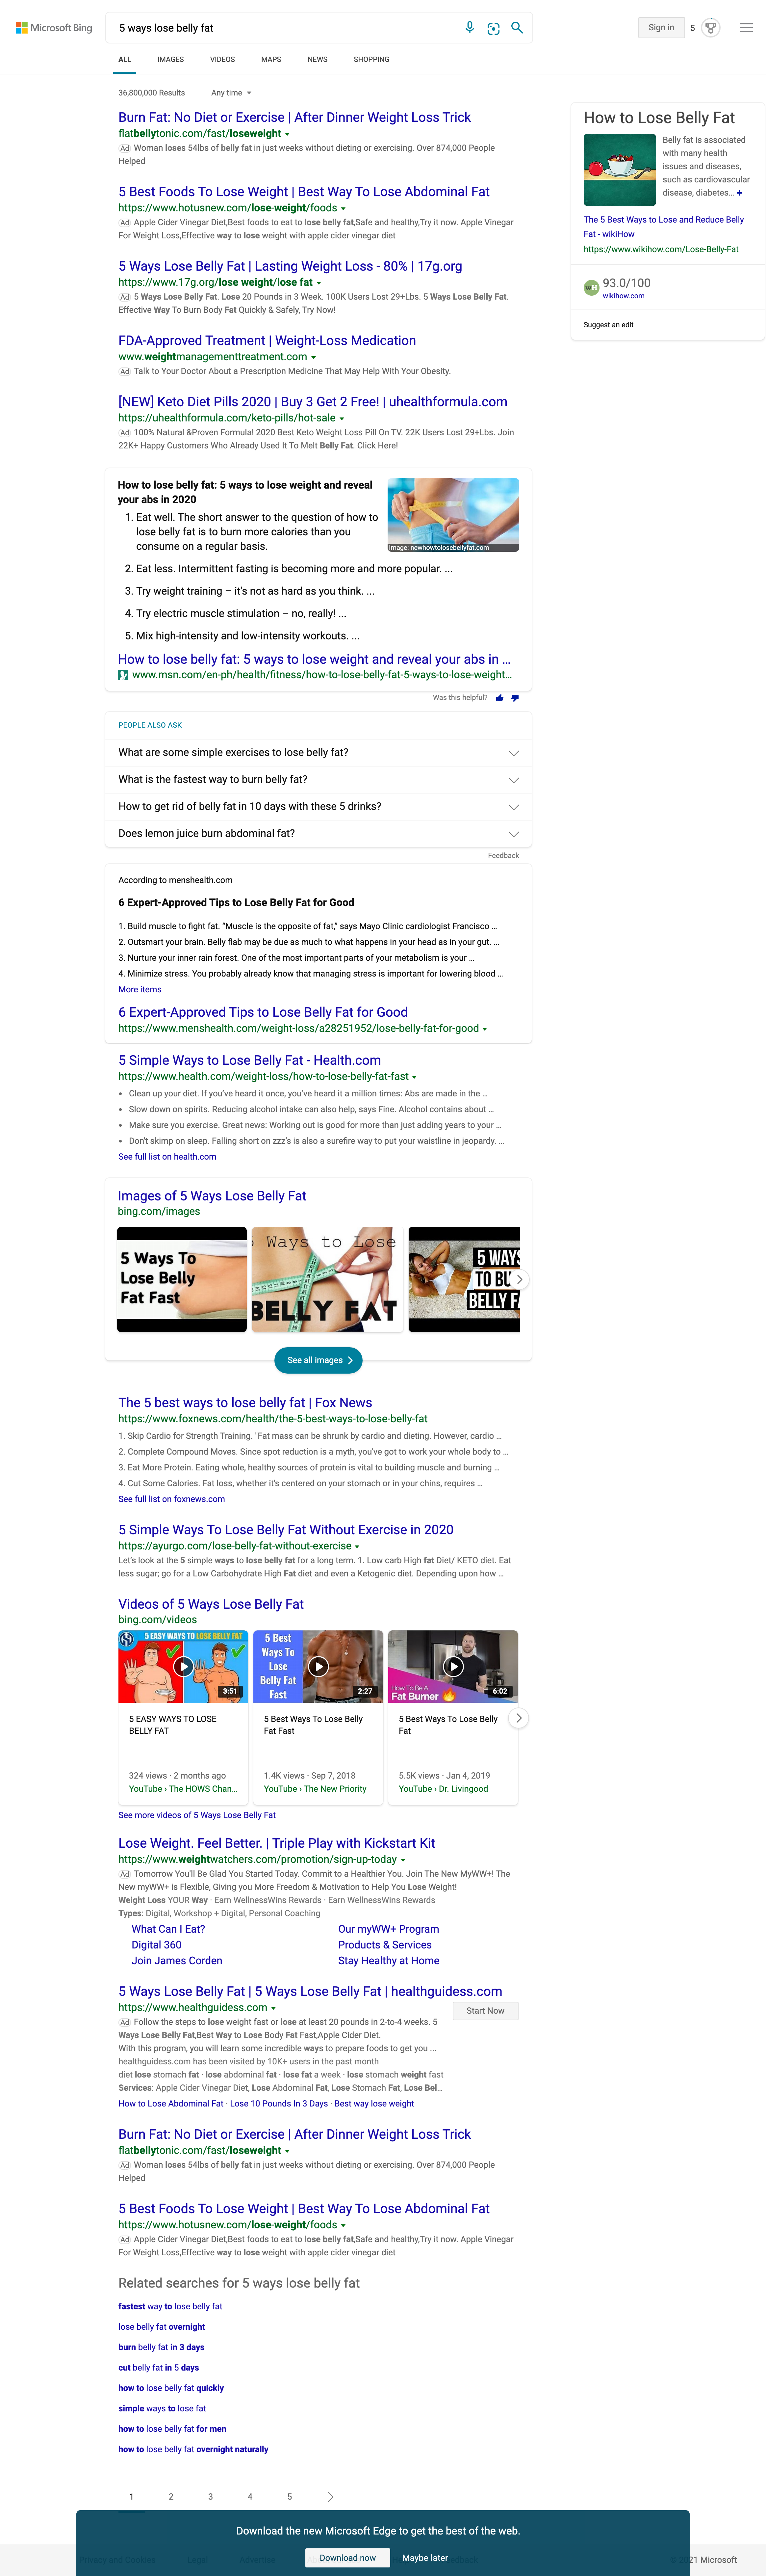 Microsoft Bing
5 ways lose belly fat
Sign in
5
ALL
IMAGES
VIDEOS
MAPS
NEWS
SHOPPING
36,800,000 Results
Any time
Burn Fat: No Diet or Exercise | After Dinner Weight Loss Trick
flatbellytonic.com/fast/loseweight
Ad Woman loses 54lbs of belly fat in just weeks without dieting or exercising. Over 874,000 People
Helped
5 Best Foods To Lose Weight | Best Way To Lose Abdominal Fat
https://www.hotusnew.com/lose-weight/foods
Ad Apple Cider Vinegar Diet,Best foods to eat to lose belly fat,Safe and healthy,Try it now. Apple Vinegar
For Weight Loss,Effective way to lose weight with apple cider vinegar diet
5 Ways Lose Belly Fat | Lasting Weight Loss - 80% | 17g.org
https://www.17g.org/lose weight/lose fat
Ad 5 Ways Lose Belly Fat. Lose 20 Pounds in 3 Week. 100K Users Lost 29+Lbs. 5 Ways Lose Belly Fat.
Effective Way To Burn Body Fat Quickly & Safely, Try Now!
FDA-Approved Treatment | Weight-Loss Medication
www.weightmanagementtreatment.com
Ad Talk to Your Doctor About a Prescription Medicine That May Help With Your Obesity.
[NEW] Keto Diet Pills 2020 | Buy 3 Get 2 Free! | uhealthformula.com
https://uhealthformula.com/keto-pills/hot-sale
Ad 100% Natural &Proven Formula! 2020 Best Keto Weight Loss Pill On TV. 22K Users Lost 29+Lbs. Join
22K+ Happy Customers Who Already Used It To Melt Belly Fat. Click Here!
How to Lose Belly Fat
Belly fat is associated
with many health
issues and diseases,
such as cardiovascular
disease, diabetes… +
The 5 Best Ways to Lose and Reduce Belly
Fat - wikiHow
https://www.wikihow.com/Lose-Belly-Fat
wH
93.0/100
wikihow.com
Suggest an edit
How to lose belly fat: 5 ways to lose weight and reveal
your abs in 2020
1. Eat well. The short answer to the question of how to
lose belly fat is to burn more calories than you
consume on a regular basis.
Image: newhowtolosebellyfat.com
2. Eat less. Intermittent fasting is becoming more and more popular. ...
3. Try weight training – it's not as hard as you think. ...
4. Try electric muscle stimulation – no, really! ...
5. Mix high-intensity and low-intensity workouts. ...
How to lose belly fat: 5 ways to lose weight and reveal your abs in …
www.msn.com/en-ph/health/fitness/how-to-lose-belly-fat-5-ways-to-lose-weight…
Was this helpful?
PEOPLE ALSO ASK
What are some simple exercises to lose belly fat?
What is the fastest way to burn belly fat?
How to get rid of belly fat in 10 days with these 5 drinks?
Does lemon juice burn abdominal fat?
Feedback
According to menshealth.com
6 Expert-Approved Tips to Lose Belly Fat for Good
1. Build muscle to fight fat. “Muscle is the opposite of fat,” says Mayo Clinic cardiologist Francisco …
2. Outsmart your brain. Belly flab may be due as much to what happens in your head as in your gut. …
3. Nurture your inner rain forest. One of the most important parts of your metabolism is your …
4. Minimize stress. You probably already know that managing stress is important for lowering blood …
More items
6 Expert-Approved Tips to Lose Belly Fat for Good
https://www.menshealth.com/weight-loss/a28251952/lose-belly-fat-for-good
5 Simple Ways to Lose Belly Fat - Health.com
https://www.health.com/weight-loss/how-to-lose-belly-fat-fast
• Clean up your diet. If you’ve heard it once, you’ve heard it a million times: Abs are made in the …
• Slow down on spirits. Reducing alcohol intake can also help, says Fine. Alcohol contains about …
• Make sure you exercise. Great news: Working out is good for more than just adding years to your …
• Don't skimp on sleep. Falling short on zzz’s is also a surefire way to put your waistline in jeopardy. …
See full list on health.com
Images of 5 Ways Lose Belly Fat
bing.com/images
5 Ways To
Lose Belly
Fat Fast
5 Ways to Lose
BELLY FAT
5 WAYS
TO BU
BELLY F
See all images
The 5 best ways to lose belly fat | Fox News
https://www.foxnews.com/health/the-5-best-ways-to-lose-belly-fat
1. Skip Cardio for Strength Training. "Fat mass can be shrunk by cardio and dieting. However, cardio …
2. Complete Compound Moves. Since spot reduction is a myth, you've got to work your whole body to …
3. Eat More Protein. Eating whole, healthy sources of protein is vital to building muscle and burning …
4. Cut Some Calories. Fat loss, whether it's centered on your stomach or in your chins, requires …
See full list on foxnews.com
5 Simple Ways To Lose Belly Fat Without Exercise in 2020
https://ayurgo.com/lose-belly-fat-without-exercise
Let’s look at the 5 simple ways to lose belly fat for a long term. 1. Low carb High fat Diet/ KETO diet. Eat
less sugar; go for a Low Carbohydrate High Fat diet and even a Ketogenic diet. Depending upon how …
Videos of 5 Ways Lose Belly Fat
bing.com/videos
5 EASY WAYS TO LOSE BELLY FAT
3:51
5 Best
Ways To
Lose
Belly Fat
Fast
2:27
How To Be A
Fat Burner
6:02
5 EASY WAYS TO LOSE
BELLY FAT
324 views · 2 months ago
YouTube › The HOWS Chan…
5 Best Ways To Lose Belly
Fat Fast
1.4K views · Sep 7, 2018
YouTube › The New Priority
5 Best Ways To Lose Belly
Fat
5.5K views · Jan 4, 2019
YouTube › Dr. Livingood
See more videos of 5 Ways Lose Belly Fat
Lose Weight. Feel Better. | Triple Play with Kickstart Kit
https://www.weightwatchers.com/promotion/sign-up-today
Ad Tomorrow You'll Be Glad You Started Today. Commit to a Healthier You. Join The New MyWW+! The
New myWW+ is Flexible, Giving you More Freedom & Motivation to Help You Lose Weight!
Weight Loss YOUR Way · Earn WellnessWins Rewards · Earn WellnessWins Rewards
Types: Digital, Workshop + Digital, Personal Coaching
What Can I Eat?
Our myWW+ Program
Digital 360
Products & Services
Join James Corden
Stay Healthy at Home
5 Ways Lose Belly Fat | 5 Ways Lose Belly Fat | healthguidess.com
https://www.healthguidess.com
Start Now
Ad Follow the steps to lose weight fast or lose at least 20 pounds in 2-to-4 weeks. 5
Ways Lose Belly Fat,Best Way to Lose Body Fat Fast,Apple Cider Diet.
With this program, you will learn some incredible ways to prepare foods to get you ...
healthguidess.com has been visited by 10K+ users in the past month
diet lose stomach fat · lose abdominal fat · lose fat a week · lose stomach weight fast
Services: Apple Cider Vinegar Diet, Lose Abdominal Fat, Lose Stomach Fat, Lose Bel…
How to Lose Abdominal Fat · Lose 10 Pounds In 3 Days · Best way lose weight
Burn Fat: No Diet or Exercise | After Dinner Weight Loss Trick
flatbellytonic.com/fast/loseweight
Ad Woman loses 54lbs of belly fat in just weeks without dieting or exercising. Over 874,000 People
Helped
5 Best Foods To Lose Weight | Best Way To Lose Abdominal Fat
https://www.hotusnew.com/lose-weight/foods
Ad Apple Cider Vinegar Diet,Best foods to eat to lose belly fat,Safe and healthy,Try it now. Apple Vinegar
For Weight Loss,Effective way to lose weight with apple cider vinegar diet
Related searches for 5 ways lose belly fat
fastest way to lose belly fat
lose belly fat overnight
burn belly fat in 3 days
cut belly fat in 5 days
how to lose belly fat quickly
simple ways to lose fat
how to lose belly fat for men
how to lose belly fat overnight naturally
1
2
3
4
5
Download the new Microsoft Edge to get the best of the web.
Download now
Maybe later
21 Microsoft